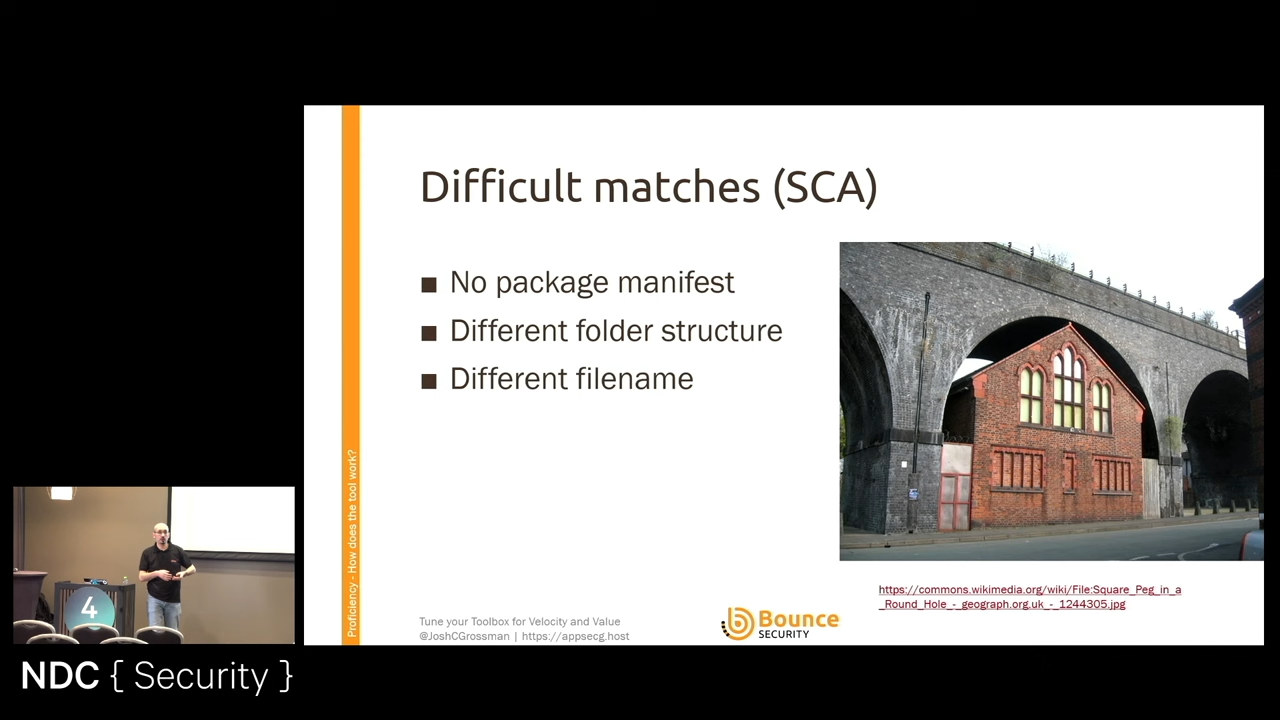 Difficult matches (SCA)
■ No package manifest
■ Different folder structure
■ Different filename
Proficiency - How does the tool work?
https://commons.wikimedia.org/wiki/File:Square_Peg_in_a
_Round_Hole_-_geograph.org.uk_-_1244305.jpg
Tune your Toolbox for Velocity and Value
@JoshCGrossman | https://appsecg.host
Bounce
SECURITY
4
NDC { Security }